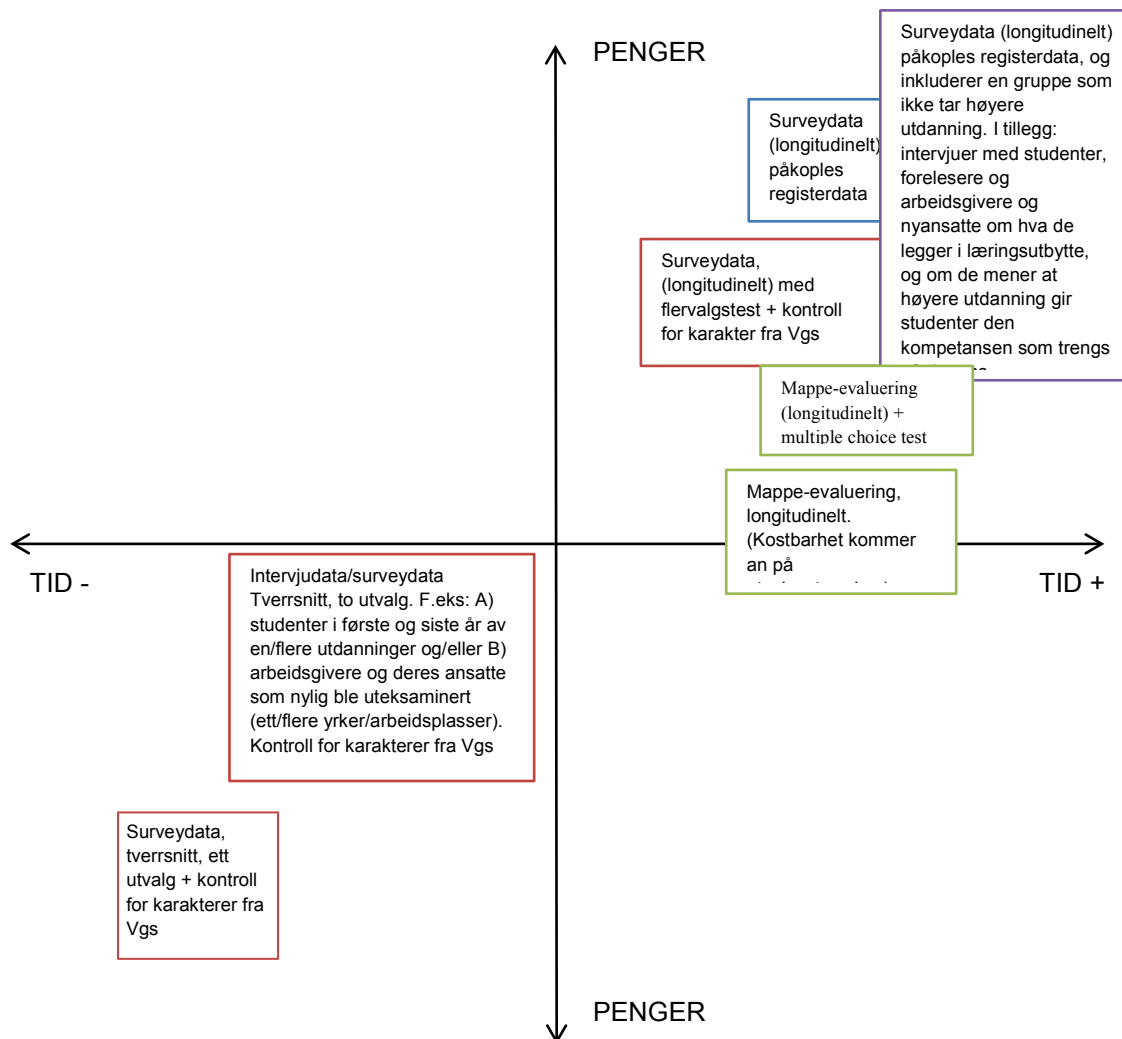 PENGER
Surveydata (longitudinelt)
påkoples registerdata, og
inkluderer en gruppe som
ikke tar høyere
utdanning. I tillegg:
intervjuer med studenter,
forelesere og
arbeidsgivere og
nyansatte om hva de
legger i læringsutbytte,
og om de mener at
høyere utdanning gir
studenter den
kompetansen som trengs
Surveydata
(longitudinelt)
påkoples
registerdata
Surveydata,
(longitudinelt) med
flervalgstest + kontroll
for karakter fra Vgs
Mappe-evaluering
(longitudinelt) +
multiple choice test
Mappe-evaluering,
longitudinelt.
(Kostbarhet kommer
an på
TID -
TID +
Intervjudata/surveydata
Tverrsnitt, to utvalg. F.eks: A)
studenter i første og siste år av
en/flere utdanninger og/eller B)
arbeidsgivere og deres ansatte
som nylig ble uteksaminert
(ett/flere yrker/arbeidsplasser).
Kontroll for karakterer fra Vgs
Surveydata,
tverrsnitt, ett
utvalg + kontroll
for karakterer fra
Vgs
PENGER